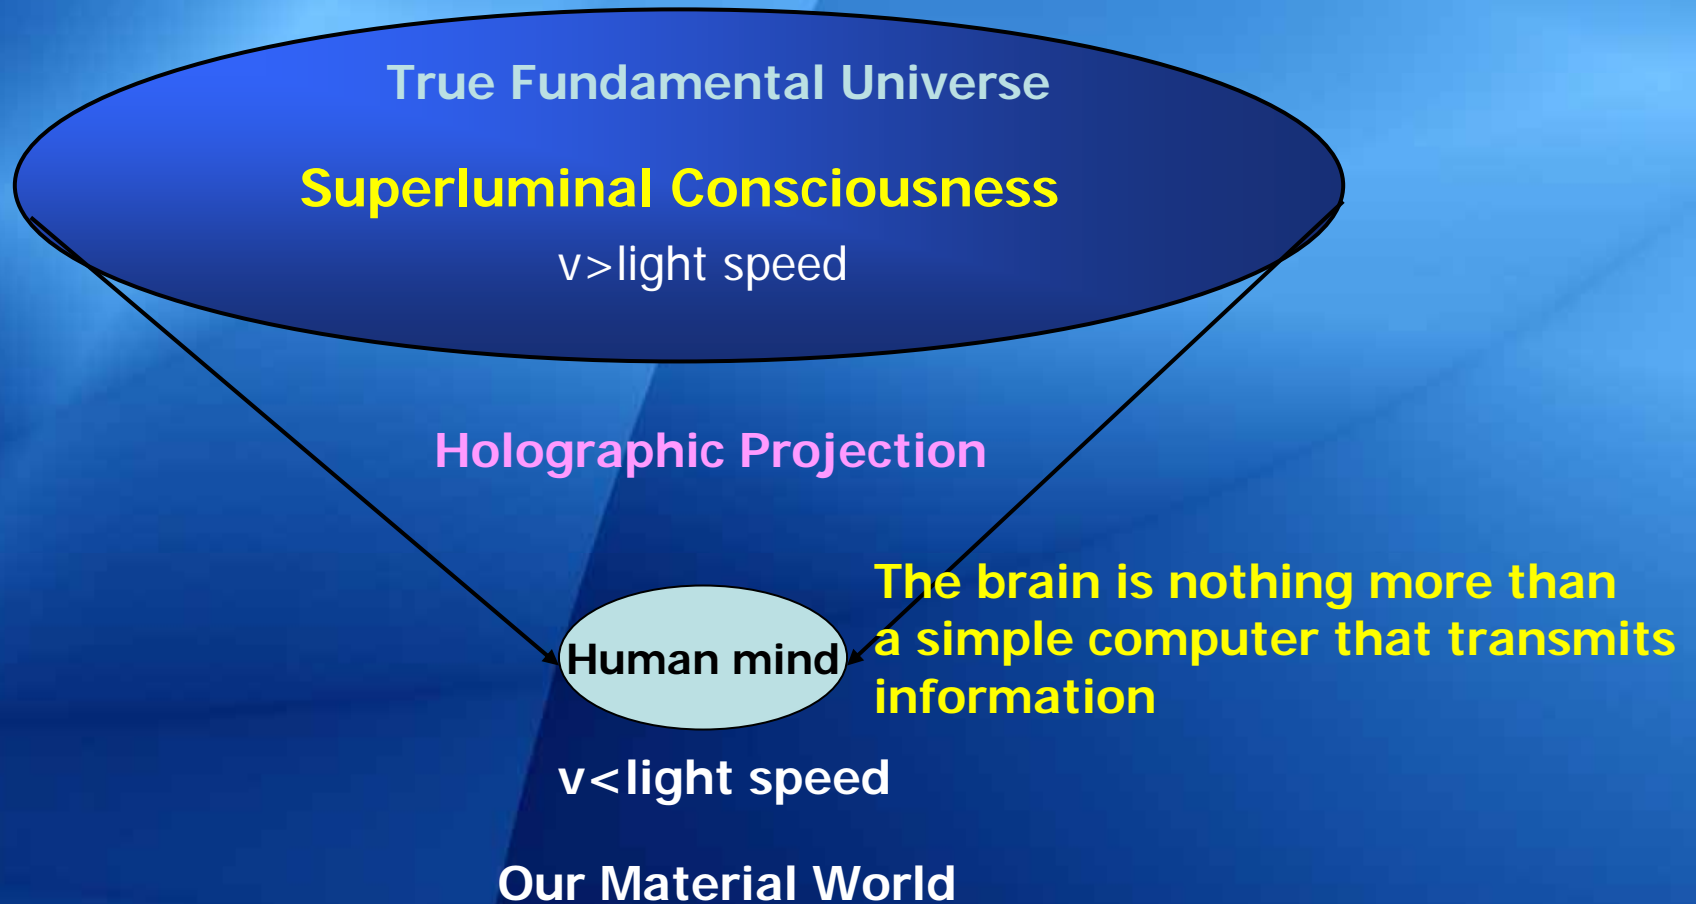 True Fundamental Universe
Superluminal Consciousness
v>light speed
Holographic Projection
The brain is nothing more than
a simple computer that transmits
information
Human mind
v<light speed
Our Material World